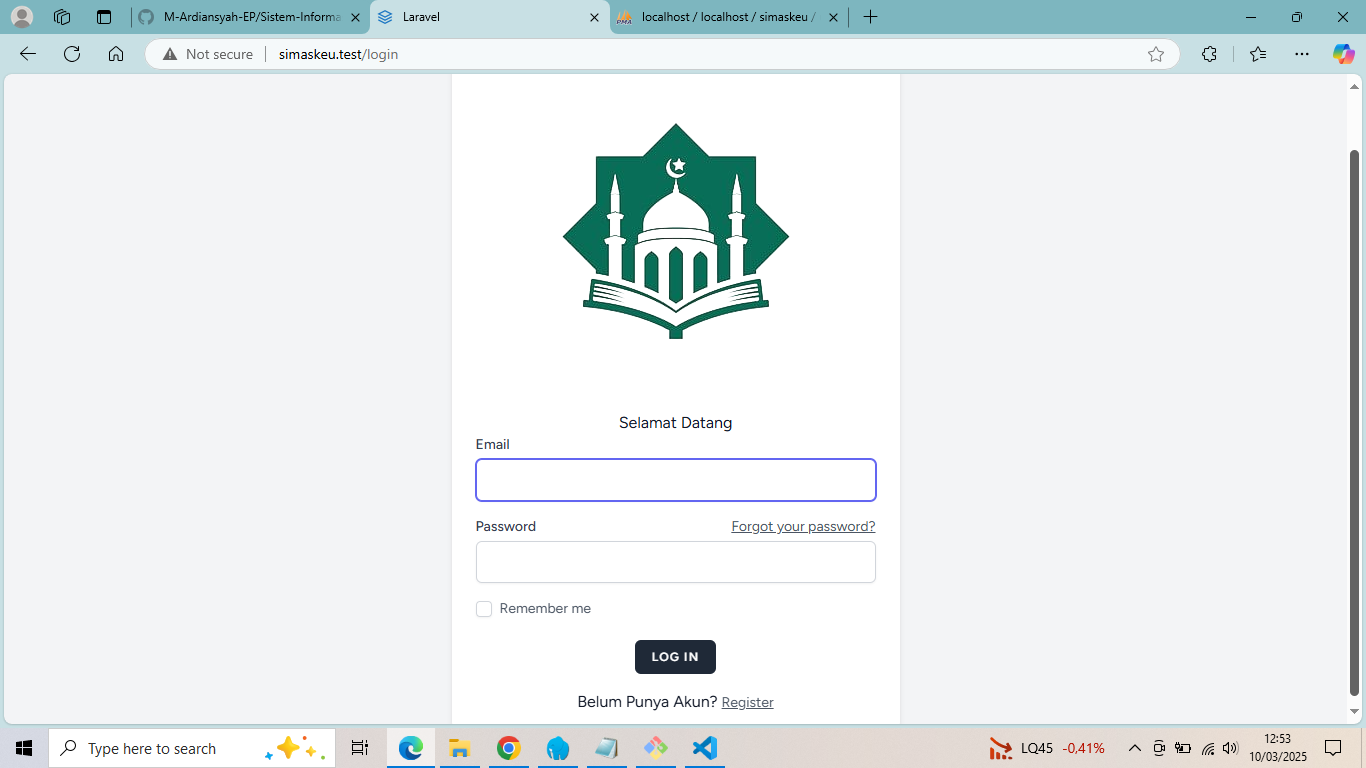 M-Ardiansyah-EP/Sistem-Informa
Laravel
localhost / localhost / simaskeu /
Not secure
simaskeu.test/login
Selamat Datang
Email
Password
Forgot your password?
Remember me
LOG IN
Belum Punya Akun? Register
Type here to search
LQ45 -0,41%
12:53
10/03/2025